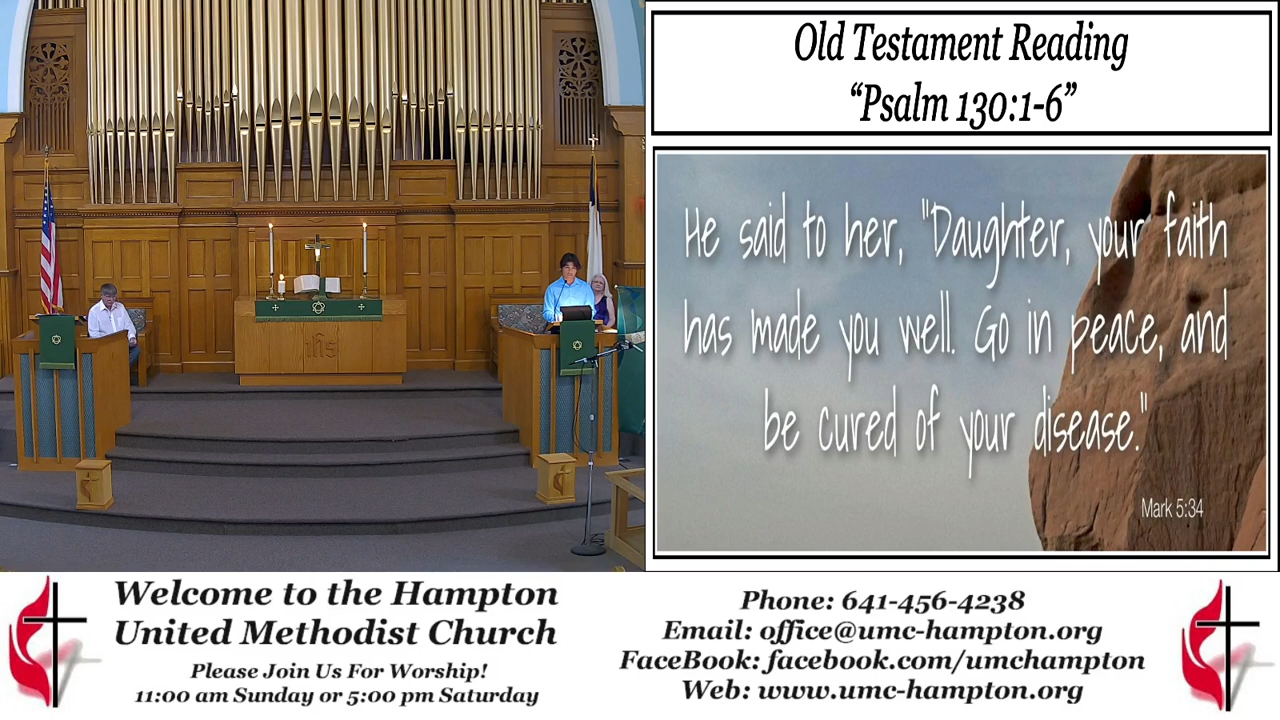 Old Testament Reading
“Psalm 130:1-6”
He said to her, "Daughter, your faith
has made you well. Go in peace, and
be cured of your disease."
Mark 5:34
ihs
Welcome to the Hampton
United Methodist Church
Please Join Us For Worship!
11:00 am Sunday or 5:00 pm Saturday
Phone: 641-456-4238
Email: office@umc-hampton.org
FaceBook: facebook.com/umchampton
Web: www.umc-hampton.org